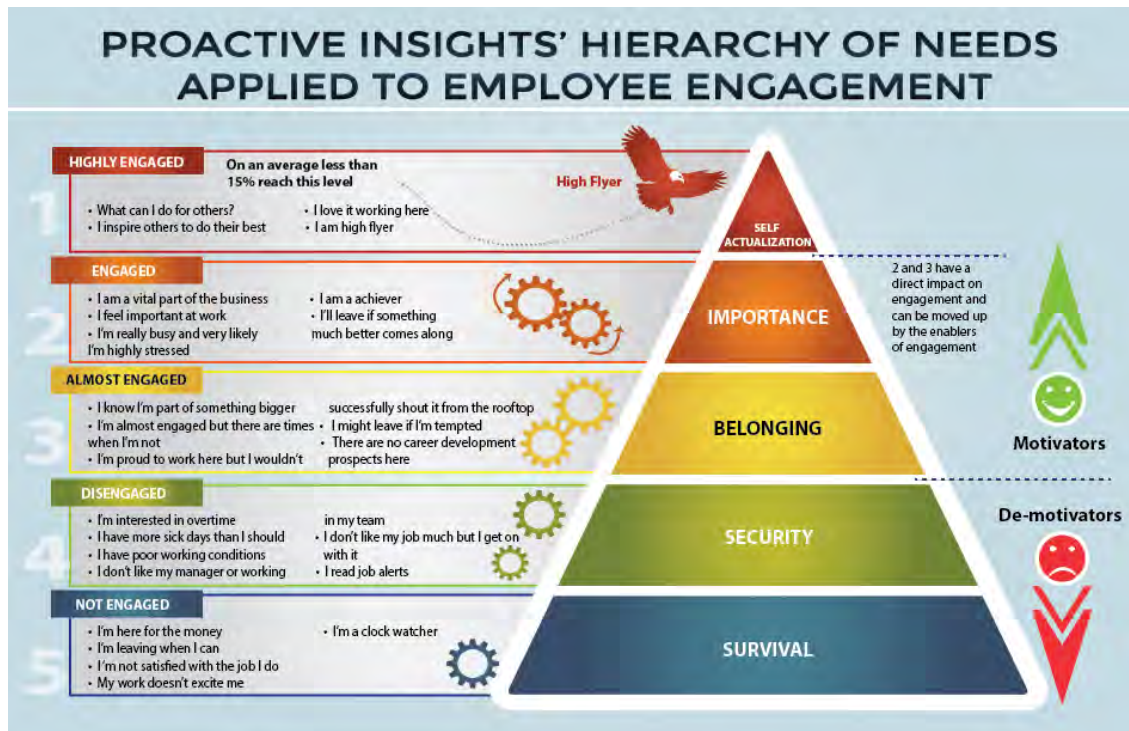 PROACTIVE INSIGHTS' HIERARCHY OF NEEDS
APPLIED TO EMPLOYEE ENGAGEMENT
1
HIGHLY ENGAGED
On an average less than
15% reach this level
High Flyer
• What can I do for others?
• I inspire others to do their best
• I love it working here
• I am high flyer
SELF
ACTUALIZATION
2
ENGAGED
• I am a vital part of the business
• I feel important at work
• I'm really busy and very likely
I'm highly stressed
• I am a achiever
• I'll leave if something
much better comes along
IMPORTANCE
2 and 3 have a
direct impact on
engagement and
can be moved up
by the enablers
of engagement
3
ALMOST ENGAGED
• I know I'm part of something bigger
• I'm almost engaged but there are times
when I'm not
• I'm proud to work here but I wouldn't
successfully shout it from the rooftop
• I might leave if I'm tempted
• There are no career development
prospects here
BELONGING
Motivators
4
DISENGAGED
• I'm interested in overtime
• I have more sick days than I should
• I have poor working conditions
• I don't like my manager or working
in my team
• I don't like my job much but I get on
with it
• I read job alerts
SECURITY
De-motivators
5
NOT ENGAGED
• I'm here for the money
• I'm leaving when I can
• I'm not satisfied with the job I do
• My work doesn't excite me
• I'm a clock watcher
SURVIVAL